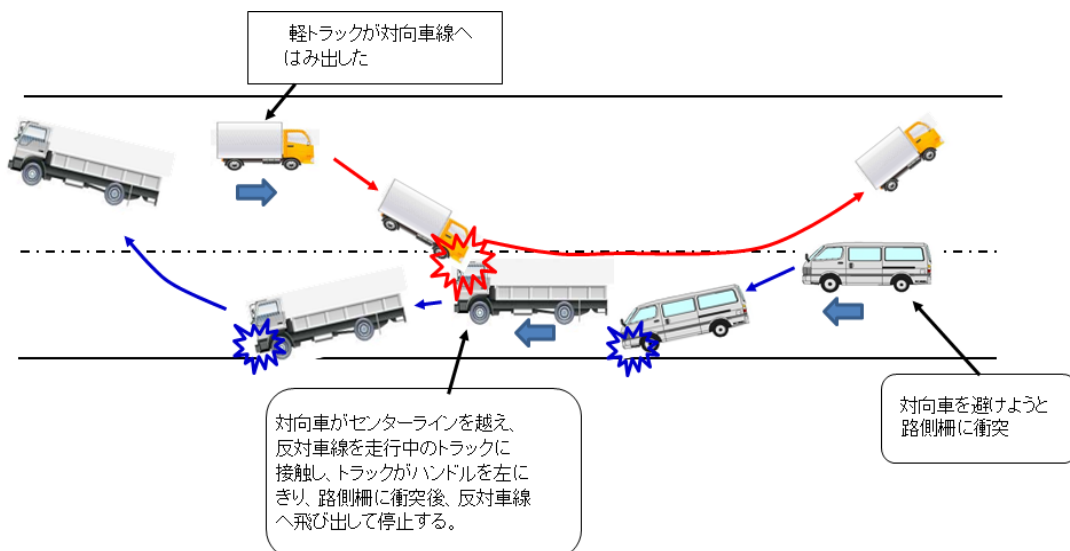 軽トラックが対向車線へ
はみ出した
対向車がセンターラインを越え、
反対車線を走行中のトラックに
接触し、トラックがハンドルを左に
きり、路側柵に衝突後、反対車線
へ飛び出して停止する。
対向車を避けようと
路側柵に衝突